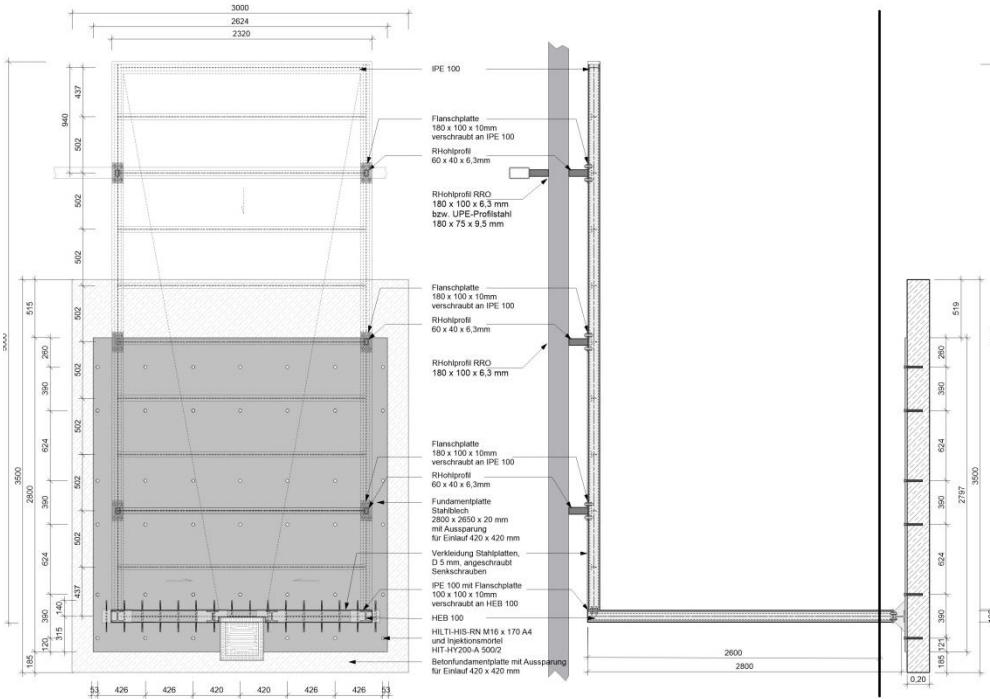 3000
2624
2320
IPE 100
Flanschplatte
180 x 100 x 10mm
verschraubt an IPE 100
RHohlprofil
60 x 40 x 6,3mm
RHohlprofil RRO
180 x 100 x 6,3 mm
bzw. UPE-Profilstahl
180 x 75 x 9,5 mm
Flanschplatte
180 x 100 x 10mm
verschraubt an IPE 100
RHohlprofil
60 x 40 x 6,3mm
RHohlprofil RRO
180 x 100 x 6,3 mm
Flanschplatte
180 x 100 x 10mm
verschraubt an IPE 100
RHohlprofil
60 x 40 x 6,3mm
Fundamentplatte
Stahlblech
2800 x 2650 x 20 mm
mit Aussparung
für Einlauf 420 x 420 mm
Verkleidung Stahlplatten,
D 5 mm, angeschraubt
Senkschrauben
IPE 100 mit Flanschplatte
100 x 100 x 10mm
verschraubt an HEB 100
HEB 100
HILTI-HIS-RN M16 x 170 A4
und Injektionsmörtel
HIT-HY200-A 500/2
Betonfundamentplatte mit Aussparung
für Einlauf 420 x 420 mm
940
437
502
502
502
502
502
502
502
502
437
140
315
515
260
390
624
390
624
390
120
185
3500
2800
53
426
426
420
420
426
426
53
2600
2800
0,20
519
260
390
624
390
624
390
121
185
2797
3500